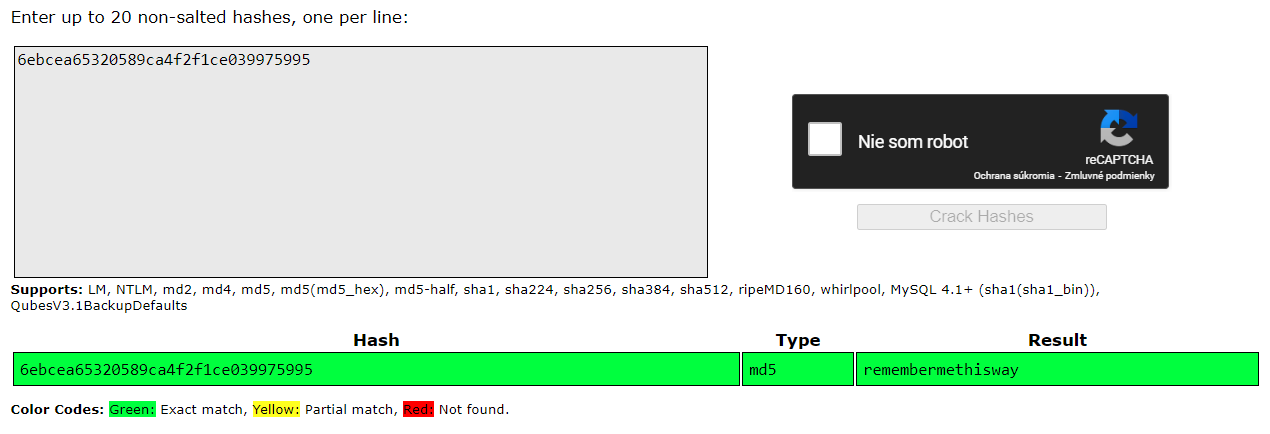 Enter up to 20 non-salted hashes, one per line:
6ebcea65320589ca4f2f1ce039975995
Nie som robot
reCAPTCHA
Ochrana súkromia - Zmluvné podmienky
Crack Hashes
Supports: LM, NTLM, md2, md4, md5, md5(md5_hex), md5-half, sha1, sha224, sha256, sha384, sha512, ripeMD160, whirlpool, MySQL 4.1+ (sha1(sha1_bin)),
QubesV3.1BackupDefaults
Hash Type Result
6ebcea65320589ca4f2f1ce039975995 md5 remembermethisway
Color Codes: Green: Exact match, Yellow: Partial match, Red: Not found.